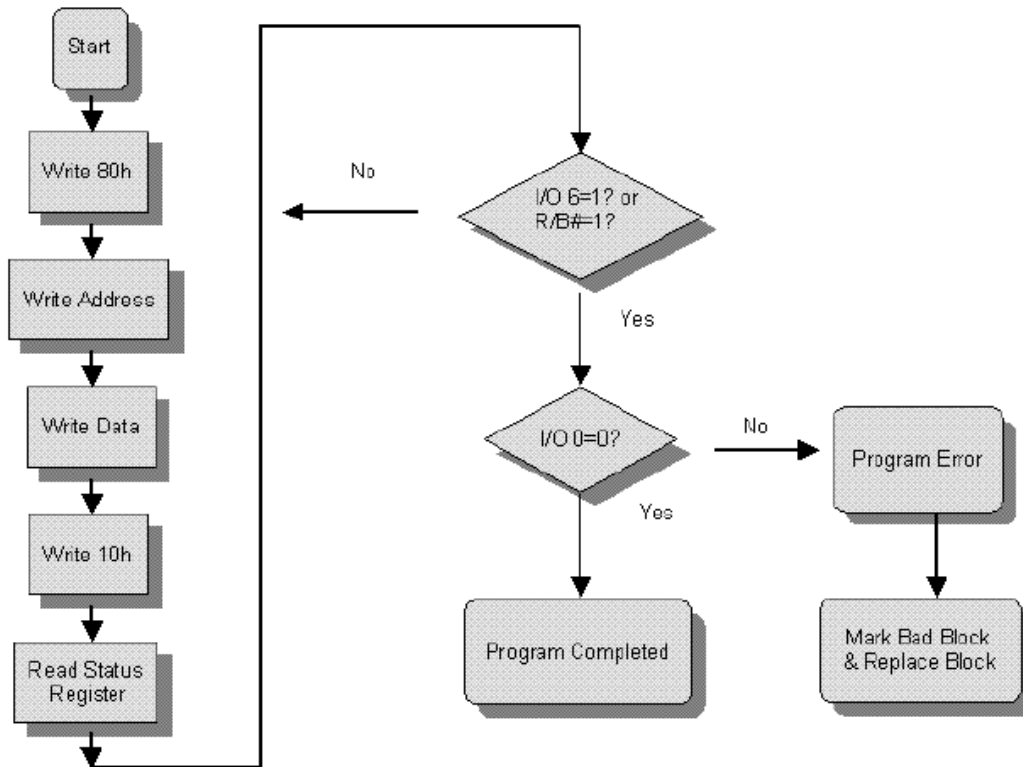 Start
Write 80h
Write Address
Write Data
Write 10h
Read Status
Register
No
I/O 6=1? or
R/B#=1?
Yes
I/O 0=0?
No
Yes
Program Error
Program Completed
Mark Bad Block
& Replace Block